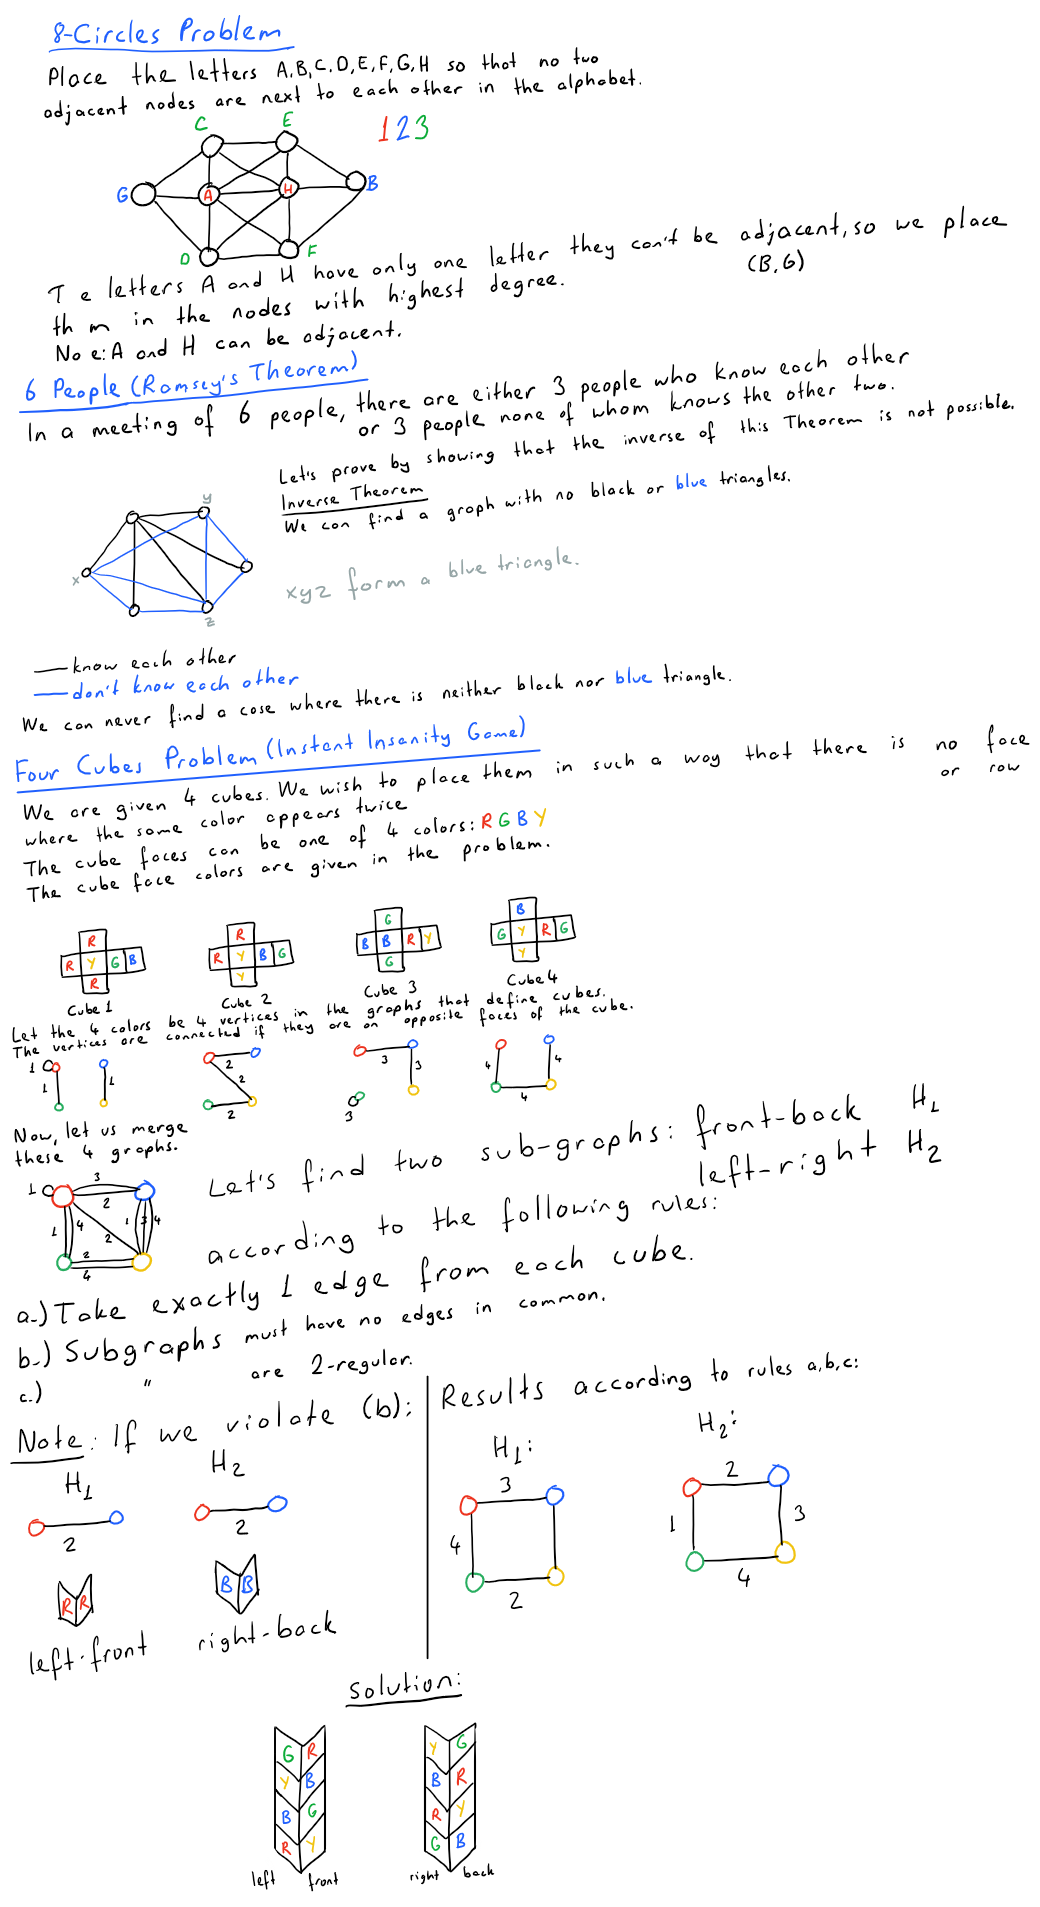 8-Circles Problem
Place the letters A,B,C,D,E,F,G,H so that no two
adjacent nodes are next to each other in the alphabet.
C E 1 2 3
G A H B
D F
T e letters A and H have only one letter they can't be adjacent, so we place
(B, G)
th m in the nodes with highest degree.
No e: A and H can be adjacent.
6 People (Ramsey's Theorem)
In a meeting of 6 people, there are either 3 people who know each other
or 3 people none of whom knows the other two.
Let's prove by showing that the inverse of this Theorem is not possible.
Inverse Theorem
We can find a graph with no black or blue triangles.
y
x
z
xyz form a blue triangle.
know each other
don't know each other
We can never find a case where there is neither black nor blue triangle.
Four Cubes Problem (Instant Insanity Game)
We are given 4 cubes. We wish to place them in such a way that there is no face
or row
where the same color appears twice
The cube faces can be one of 4 colors: R G B Y
The cube face colors are given in the problem.
R
R Y G B
R
Cube 1
R
R Y B G
Y
Cube 2
G
B B R Y
G
Cube 3
B
G Y R G
Y
Cube 4
Let the 4 colors be 4 vertices in the graphs that define cubes.
The vertices are connected if they are on opposite faces of the cube.
1 1 1
2 2 2
3 3 3
4 4 4
Now, let us merge
these 4 graphs.
1 3 2
1 4 2 1 3 4
2
4
Let's find two sub-graphs: front-back H1
left-right H2
according to the following rules:
a.) Take exactly 1 edge from each cube.
b.) Subgraphs must have no edges in common.
c.) " are 2-regular.
Note: If we violate (b):
H1 H2
2 2
R R B B
left-front right-back
Results according to rules a,b,c:
H1: H2:
3 2
4 1 3
2 4
Solution:
G R Y G
Y B B R
B G R Y
R Y G B
left front right back